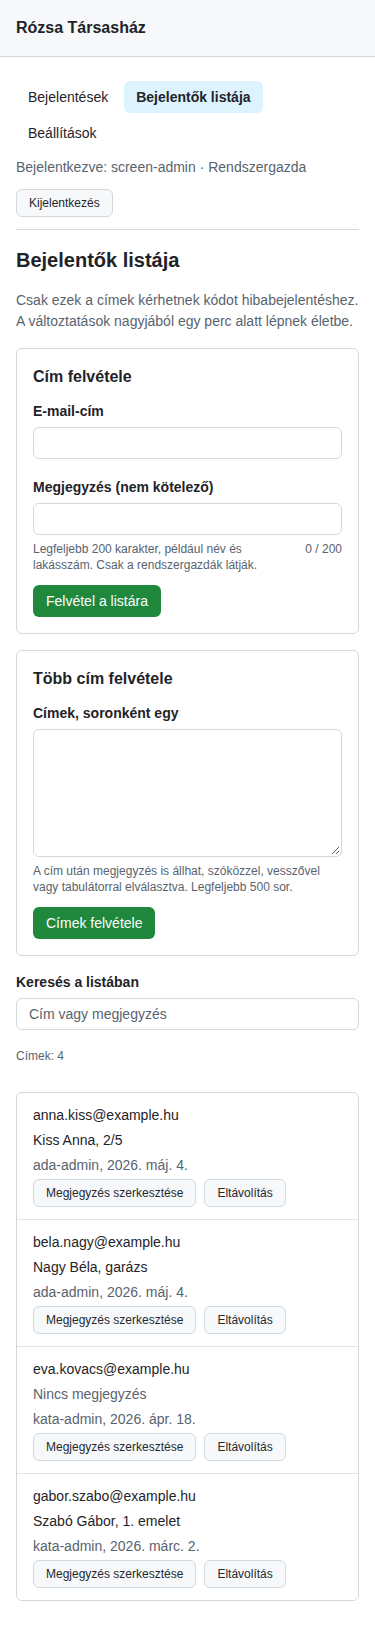 Rózsa Társasház
Bejelentések
Bejelentők listája
Beállítások
Bejelentkezve: screen-admin · Rendszergazda
Kijelentkezés
Bejelentők listája
Csak ezek a címek kérhetnek kódot hibabejelentéshez.
A változtatások nagyjából egy perc alatt lépnek életbe.
Cím felvétele
E-mail-cím
Megjegyzés (nem kötelező)
Legfeljebb 200 karakter, például név és
lakásszám. Csak a rendszergazdák látják.
0 / 200
Felvétel a listára
Több cím felvétele
Címek, soronként egy
A cím után megjegyzés is állhat, szóközzel, vesszővel
vagy tabulátorral elválasztva. Legfeljebb 500 sor.
Címek felvétele
Keresés a listában
Cím vagy megjegyzés
Címek: 4
anna.kiss@example.hu
Kiss Anna, 2/5
ada-admin, 2026. máj. 4.
Megjegyzés szerkesztése
Eltávolítás
bela.nagy@example.hu
Nagy Béla, garázs
ada-admin, 2026. máj. 4.
Megjegyzés szerkesztése
Eltávolítás
eva.kovacs@example.hu
Nincs megjegyzés
kata-admin, 2026. ápr. 18.
Megjegyzés szerkesztése
Eltávolítás
gabor.szabo@example.hu
Szabó Gábor, 1. emelet
kata-admin, 2026. márc. 2.
Megjegyzés szerkesztése
Eltávolítás